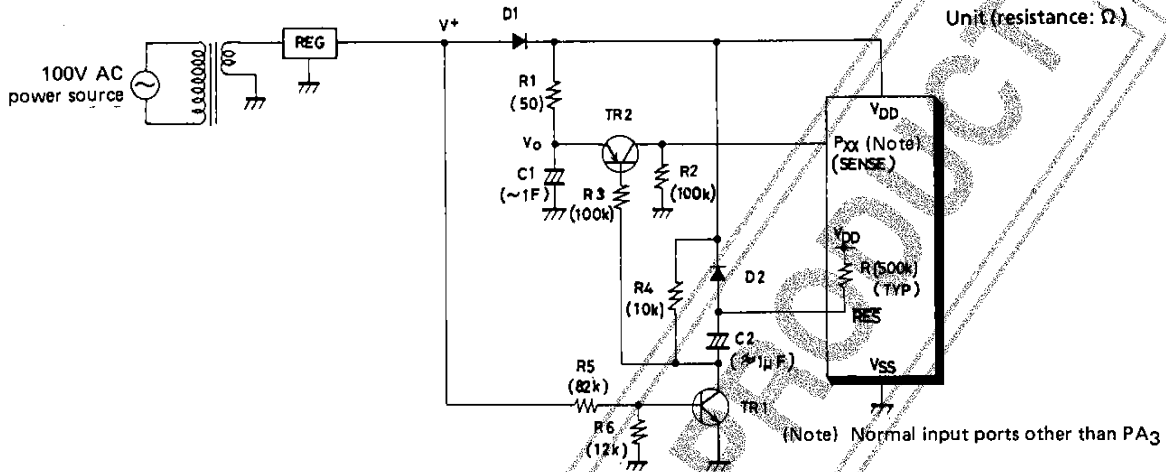 Unit (resistance: Ω)
D1
V+
REG
100V AC
power source
R1
(50)
TR2
VDD
Vo
PXX (Note)
(SENSE)
C1
(~1F)
R3
(100k)
R2
(100k)
VDD
D2
R(500k)
(TYP)
R4
(10k)
RES
C2
(≈1μF)
R5
(82k)
VSS
TR1
R6
(12k)
(Note) Normal input ports other than PA3
PRODUCT